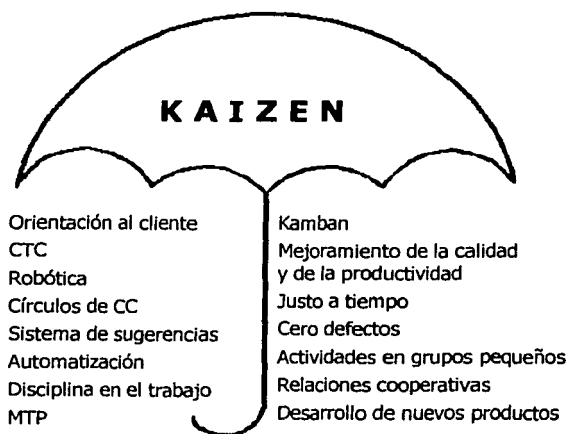 KAIZEN
Orientación al cliente
CTC
Robótica
Círculos de CC
Sistema de sugerencias
Automatización
Disciplina en el trabajo
MTP
Kamban
Mejoramiento de la calidad
y de la productividad
Justo a tiempo
Cero defectos
Actividades en grupos pequeños
Relaciones cooperativas
Desarrollo de nuevos productos